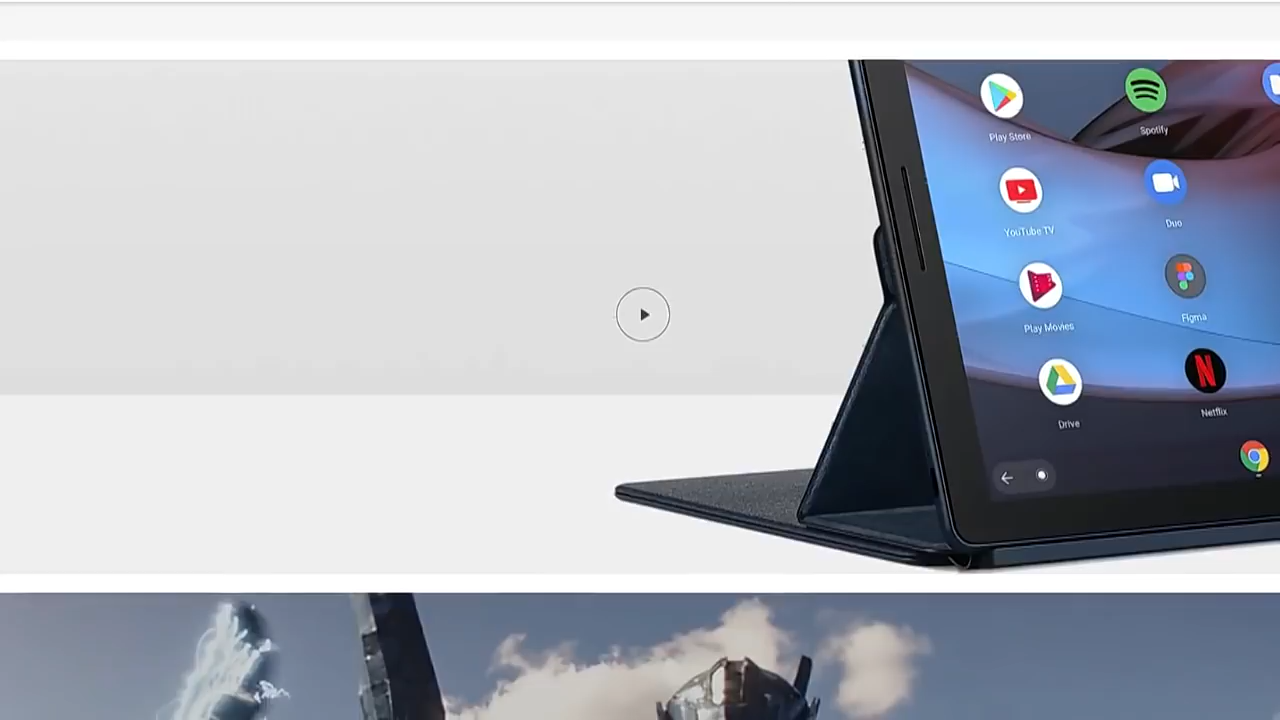 Play Store
Spotify
YouTube TV
Duo
Play Movies
Figma
Drive
Netflix